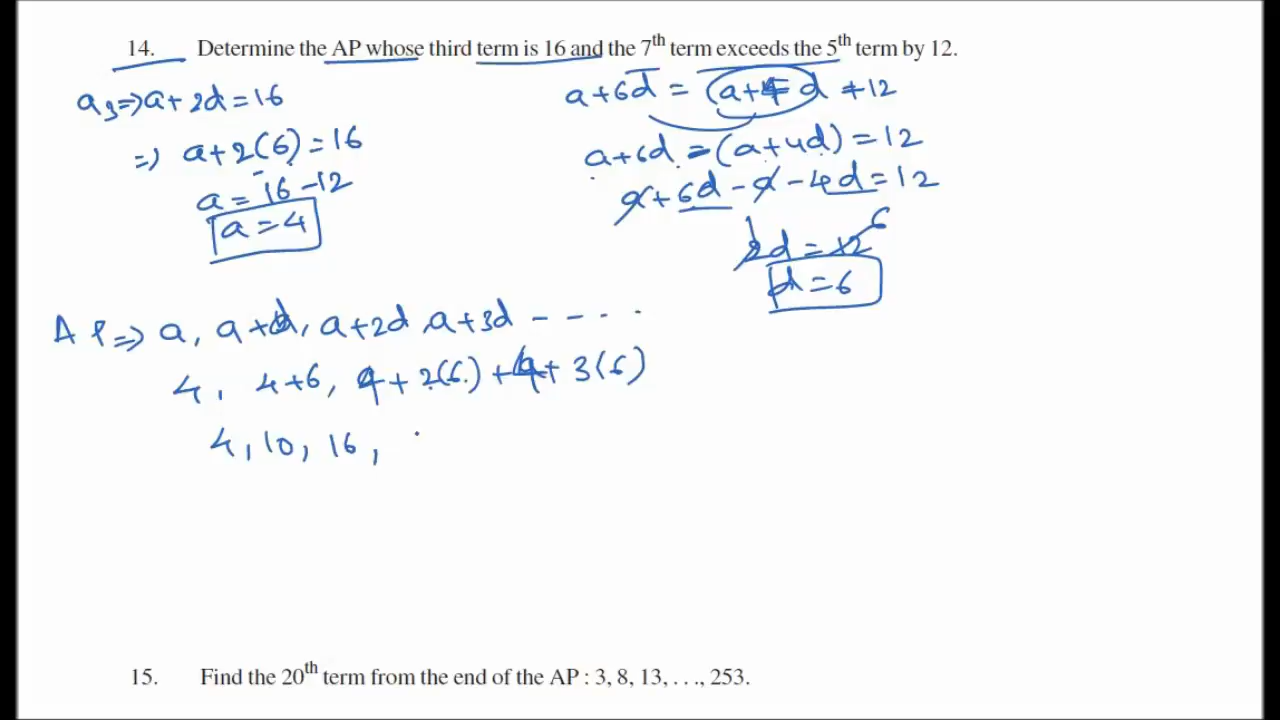 14. Determine the AP whose third term is 16 and the 7th term exceeds the 5th term by 12.
a3 => a + 2d = 16
=> a + 2(6) = 16
a = 16 - 12
a = 4
a + 6d = (a + 4d + 12
a + 6d - (a + 4d) = 12
a + 6d - a - 4d = 12
2d = 12 6
d = 6
AP => a, a + d, a + 2d, a + 3d - - - . .
4, 4 + 6, 4 + 2(6) + 4 + 3(6)
4, 10, 16,
15. Find the 20th term from the end of the AP : 3, 8, 13, . . ., 253.